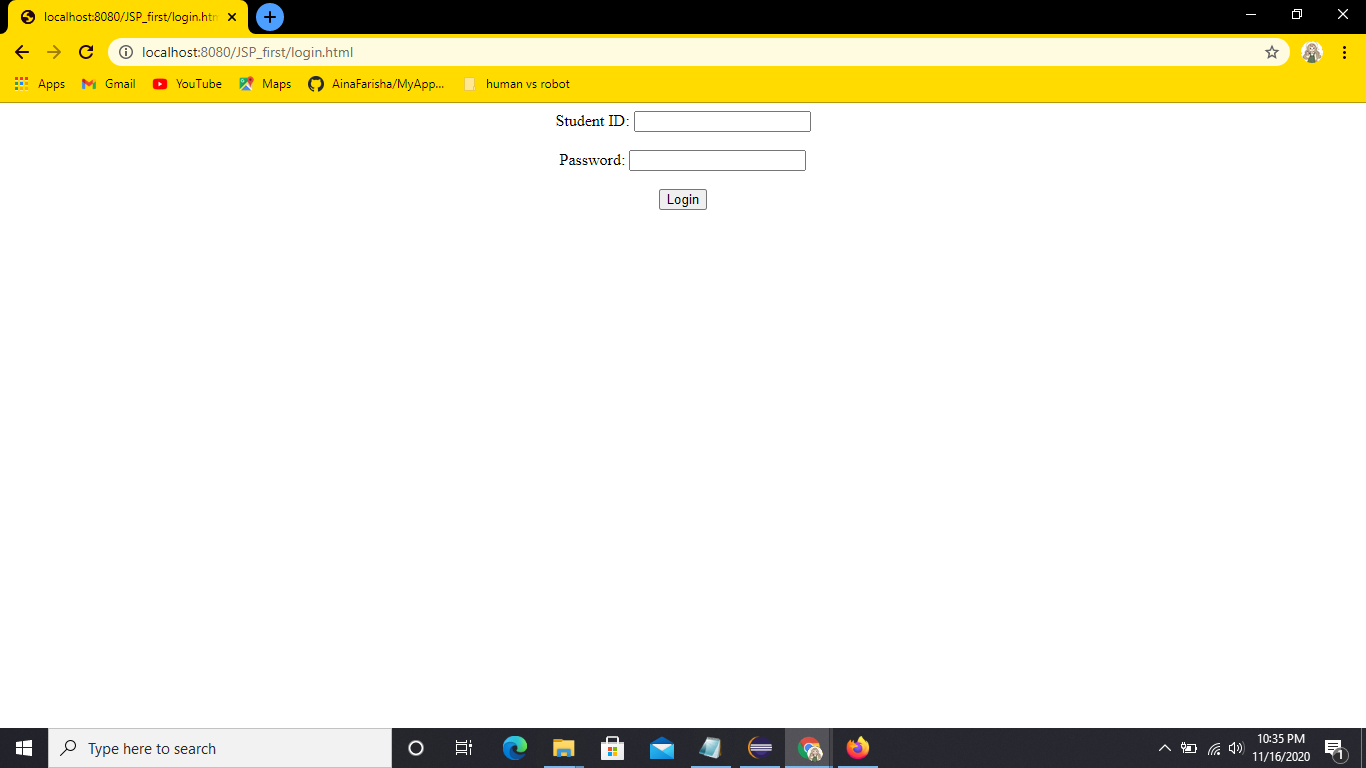 localhost:8080/JSP_first/login.htm
localhost:8080/JSP_first/login.html
Apps Gmail YouTube Maps AinaFarisha/MyApp... human vs robot
Student ID:
Password:
Login
Type here to search
10:35 PM
11/16/2020
1